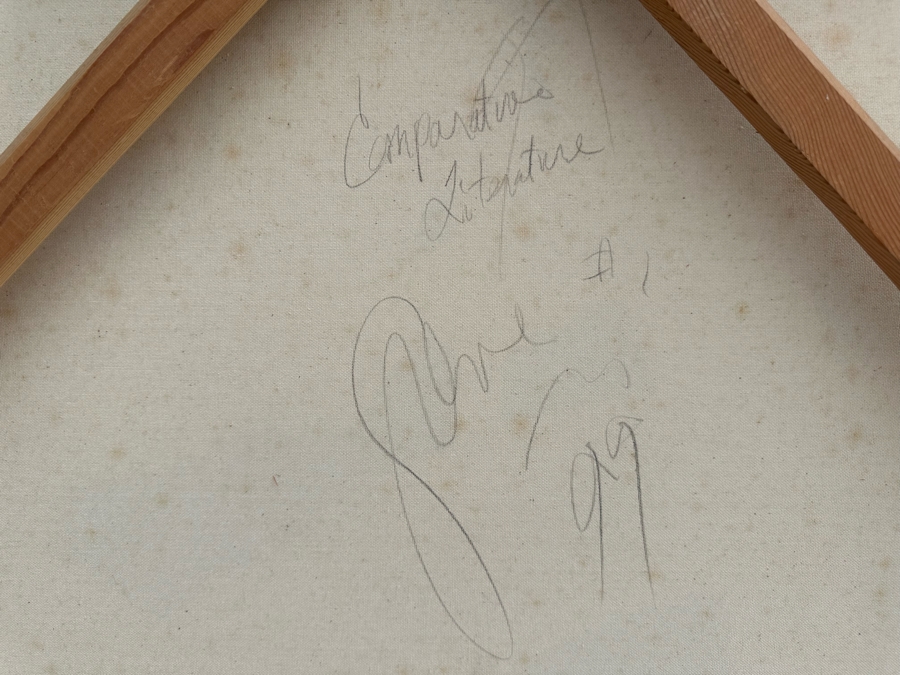 Comparative
Literature
#1
99